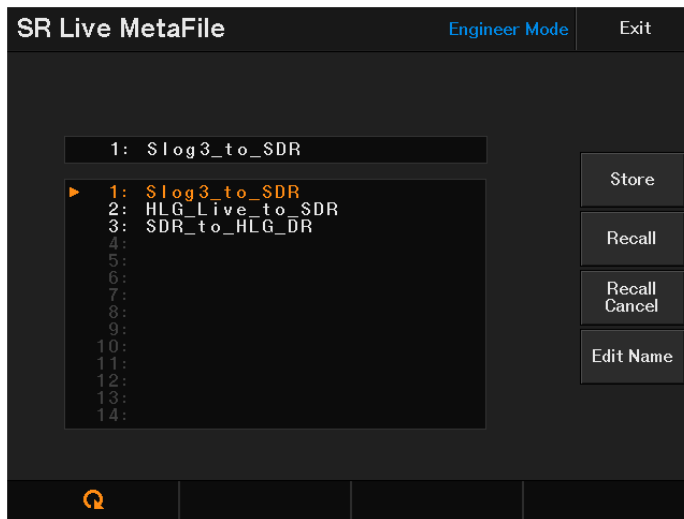 SR Live MetaFile
Engineer Mode
Exit
1: Slog3_to_SDR
1: Slog3_to_SDR
2: HLG_Live_to_SDR
3: SDR_to_HLG_DR
4:
5:
6:
7:
8:
9:
10:
11:
12:
13:
14:
Store
Recall
Recall
Cancel
Edit Name